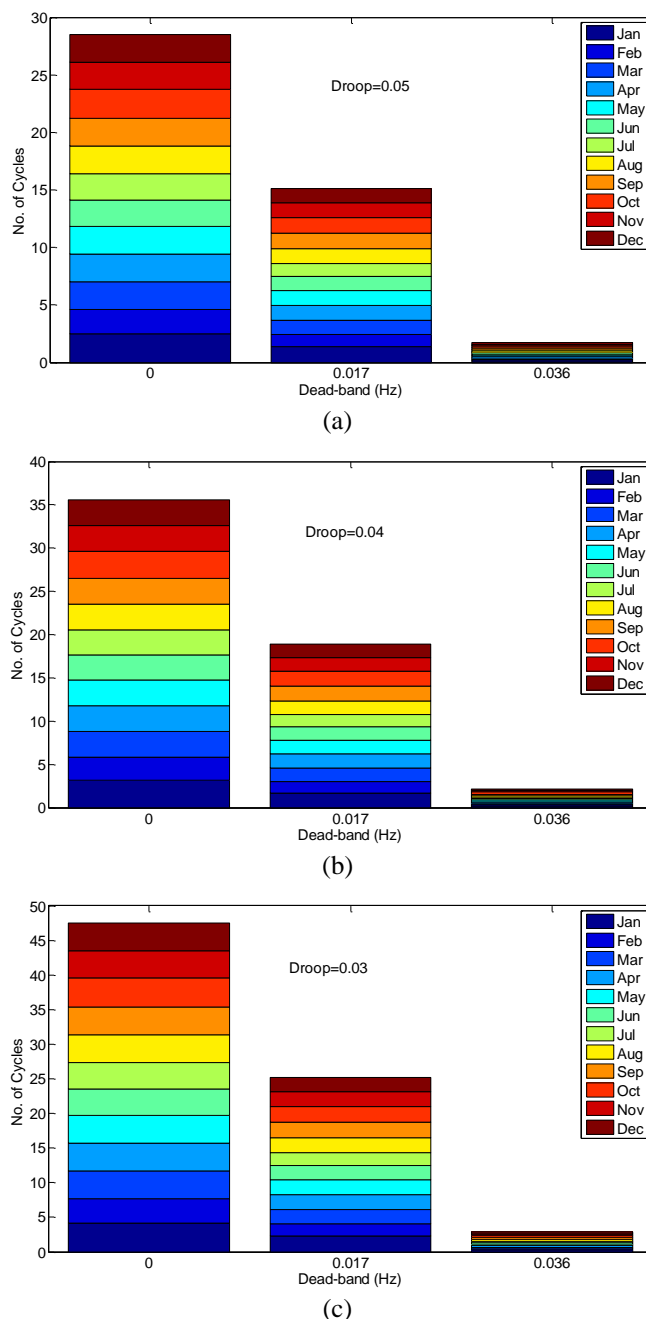 30
25
20
15
10
5
0
No. of Cycles
Droop=0.05
Jan
Feb
Mar
Apr
May
Jun
Jul
Aug
Sep
Oct
Nov
Dec
0 0.017 0.036
Dead-band (Hz)
(a)
40
35
30
25
20
15
10
5
0
No. of Cycles
Droop=0.04
Jan
Feb
Mar
Apr
May
Jun
Jul
Aug
Sep
Oct
Nov
Dec
0 0.017 0.036
Dead-band (Hz)
(b)
50
45
40
35
30
25
20
15
10
5
0
No. of Cycles
Droop=0.03
Jan
Feb
Mar
Apr
May
Jun
Jul
Aug
Sep
Oct
Nov
Dec
0 0.017 0.036
Dead-band (Hz)
(c)